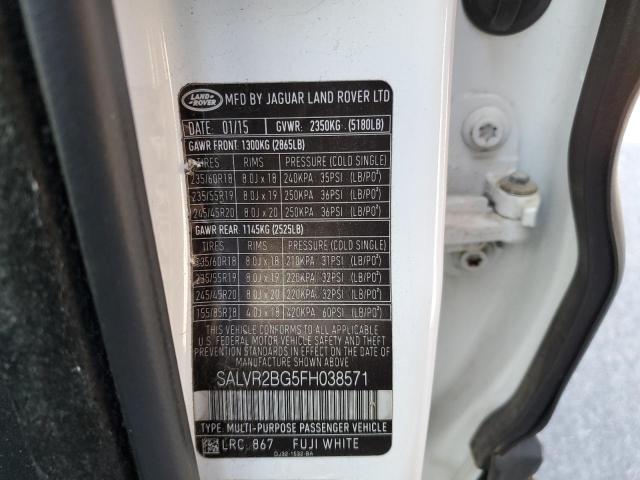 LAND-
ROVER
MFD BY JAGUAR LAND ROVER LTD
DATE: 01/15 GVWR: 2350KG (5180LB)
GAWR FRONT: 1300KG (2865LB)
TIRES RIMS PRESSURE (COLD SINGLE)
235/60R18 8.0J x 18 240KPA 35PSI (LB/PO²)
235/55R19 8.0J x 19 250KPA 36PSI (LB/PO²)
245/45R20 8.0J x 20 250KPA 36PSI (LB/PO²)
GAWR REAR: 1145KG (2525LB)
TIRES RIMS PRESSURE (COLD SINGLE)
235/60R18 8.0J x 18 210KPA 31PSI (LB/PO²)
235/55R19 8.0J x 19 220KPA 32PSI (LB/PO²)
245/45R20 8.0J x 20 220KPA 32PSI (LB/PO²)
155/85R18 4.0J x 18 420KPA 60PSI (LB/PO²)
THIS VEHICLE CONFORMS TO ALL APPLICABLE
U.S. FEDERAL MOTOR VEHICLE SAFETY AND
THEFT PREVENTION STANDARDS IN EFFECT ON
THE DATE OF MANUFACTURE SHOWN ABOVE.
SALVR2BG5FH038571
TYPE: MULTI-PURPOSE PASSENGER VEHICLE
LRC 867 FUJI WHITE
DJ32-1532-BA